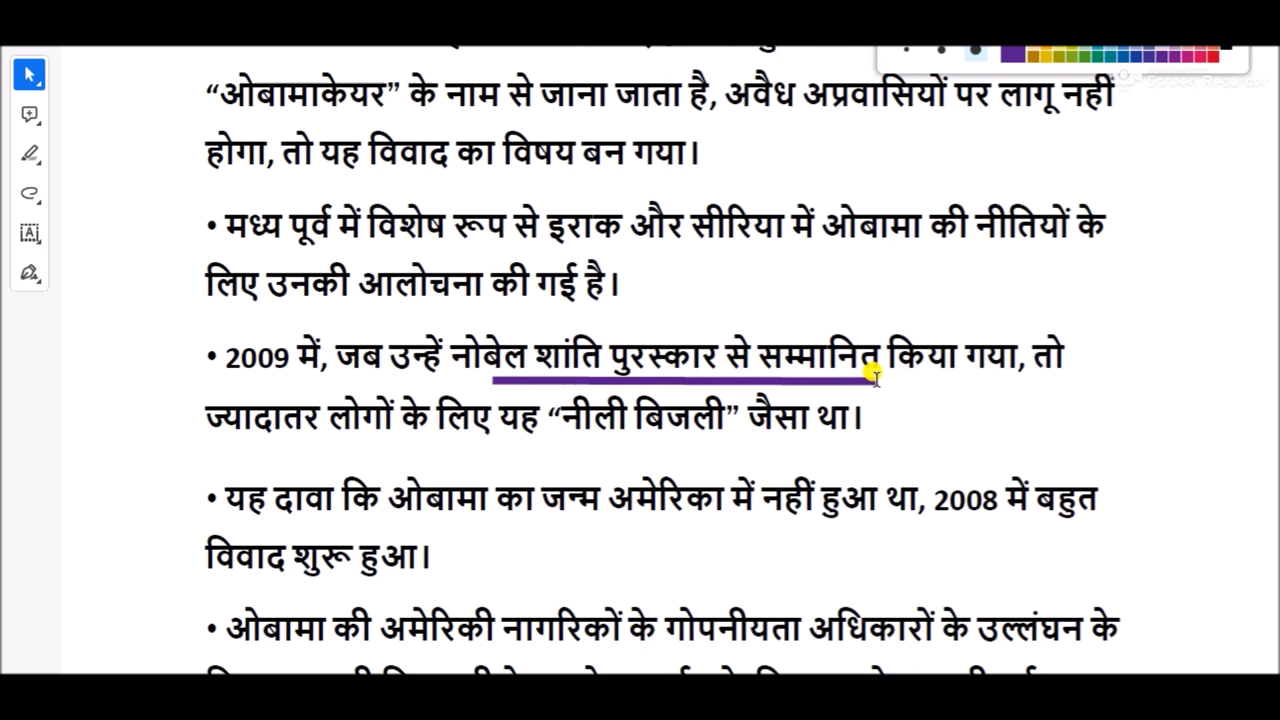 “ओबामाकेयर” के नाम से जाना जाता है, अवैध अप्रवासियों पर लागू नहीं
होगा, तो यह विवाद का विषय बन गया।
• मध्य पूर्व में विशेष रूप से इराक और सीरिया में ओबामा की नीतियों के
लिए उनकी आलोचना की गई है।
• 2009 में, जब उन्हें नोबेल शांति पुरस्कार से सम्मानित किया गया, तो
ज्यादातर लोगों के लिए यह “नीली बिजली” जैसा था।
• यह दावा कि ओबामा का जन्म अमेरिका में नहीं हुआ था, 2008 में बहुत
विवाद शुरू हुआ।
• ओबामा की अमेरिकी नागरिकों के गोपनीयता अधिकारों के उल्लंघन के